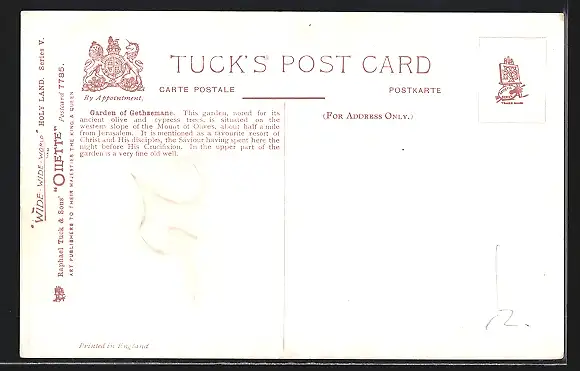 "WIDE-WIDE-WORLD" HOLY LAND. Series V.
Raphael Tuck & Sons' "OILETTE" Postcard 7785.
ART PUBLISHERS TO THEIR MAJESTIES THE KING & QUEEN
By Appointment.
TUCK'S POST CARD
CARTE POSTALE
POSTKARTE
Garden of Gethsemane. This garden, noted for its
ancient olive and cypress trees, is situated on the
western slope of the Mount of Olives, about half a mile
from Jerusalem. It is mentioned as a favourite resort of
Christ and His disciples, the Saviour having spent here the
night before His Crucifixion. In the upper part of the
garden is a very fine old well.
(FOR ADDRESS ONLY.)
TRADE MARK
Printed in England